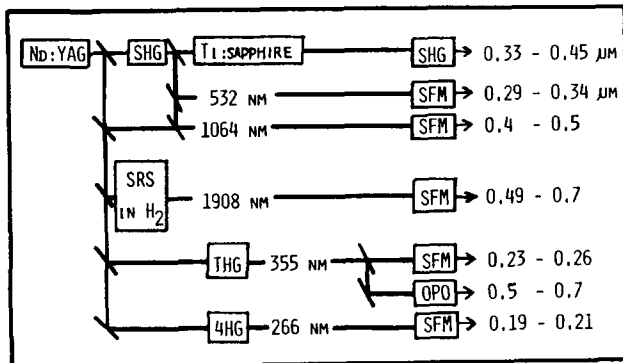 ND:YAG SHG TI:SAPPHIRE SHG 0.33 - 0.45 µM
532 NM SFM 0.29 - 0.34 µM
1064 NM SFM 0.4 - 0.5
SRS IN H2 1908 NM SFM 0.49 - 0.7
THG 355 NM SFM 0.23 - 0.26
OPO 0.5 - 0.7
4HG 266 NM SFM 0.19 - 0.21